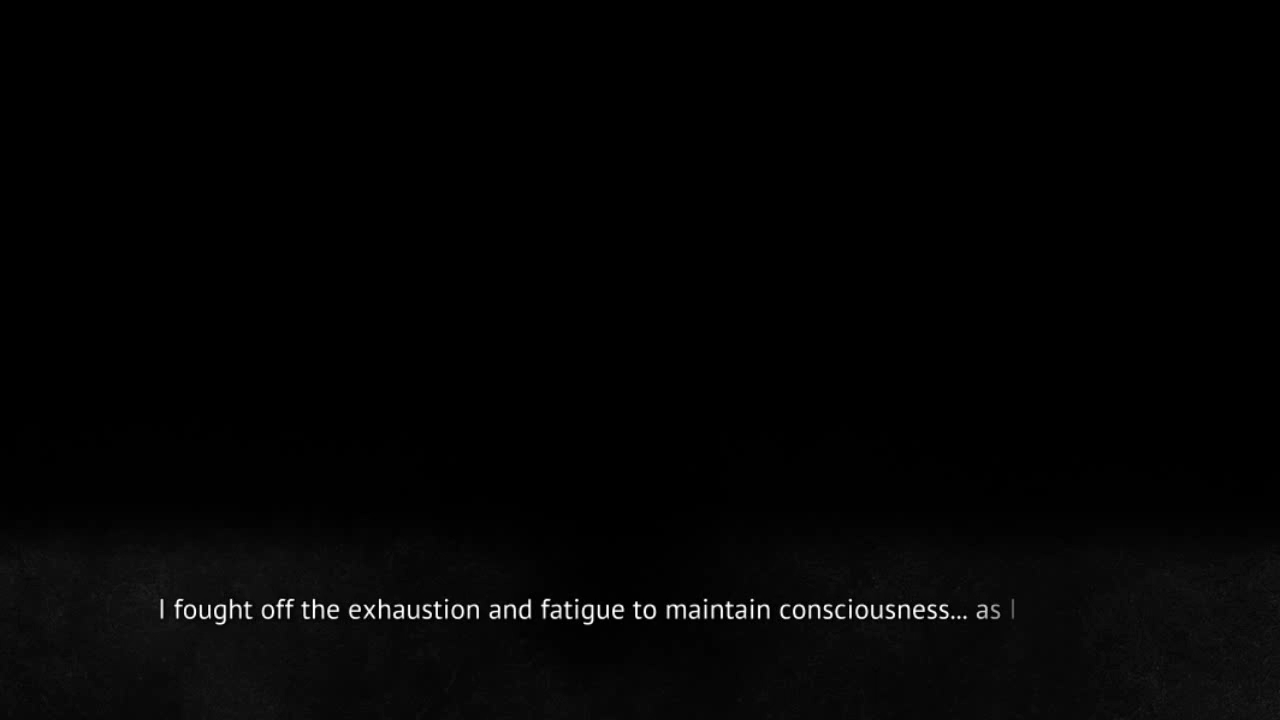 I fought off the exhaustion and fatigue to maintain consciousness... as I